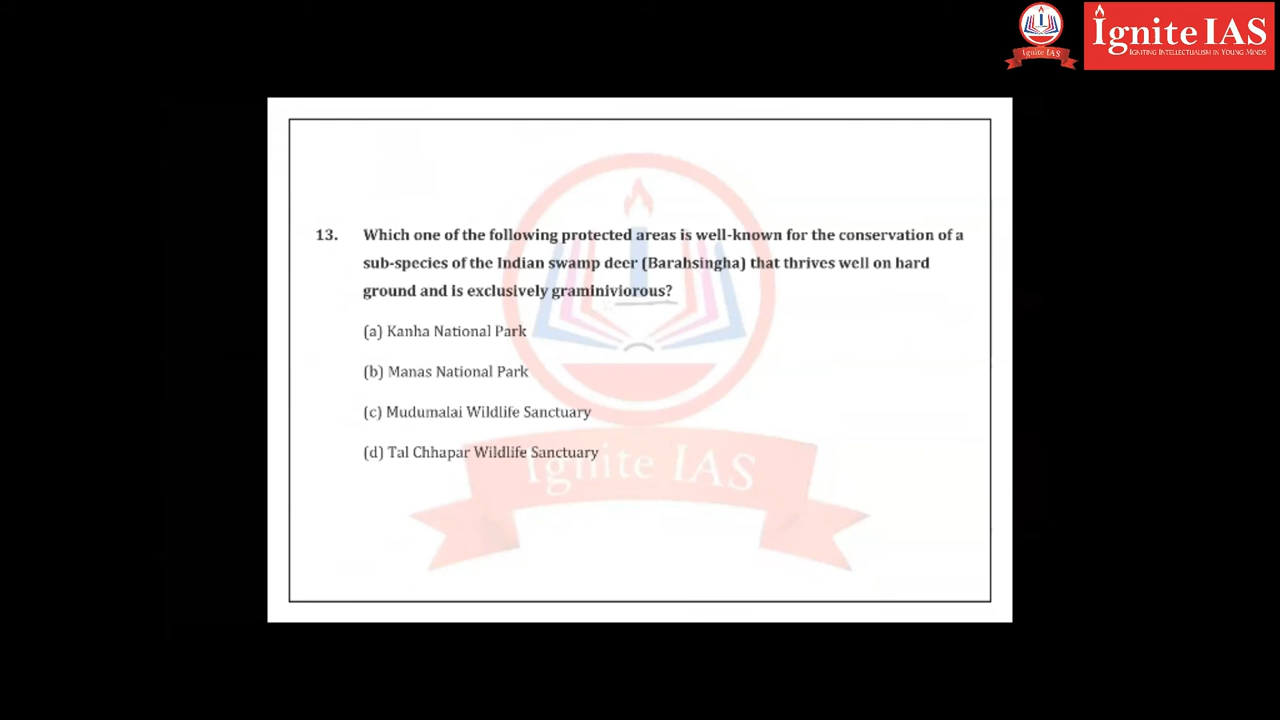 Ignite IAS
Ignite IAS
IGNITING INTELLECTUALISM IN YOUNG MINDS
13. Which one of the following protected areas is well-known for the conservation of a
sub-species of the Indian swamp deer (Barahsingha) that thrives well on hard
ground and is exclusively graminiviorous?
(a) Kanha National Park
(b) Manas National Park
(c) Mudumalai Wildlife Sanctuary
(d) Tal Chhapar Wildlife Sanctuary
Ignite IAS